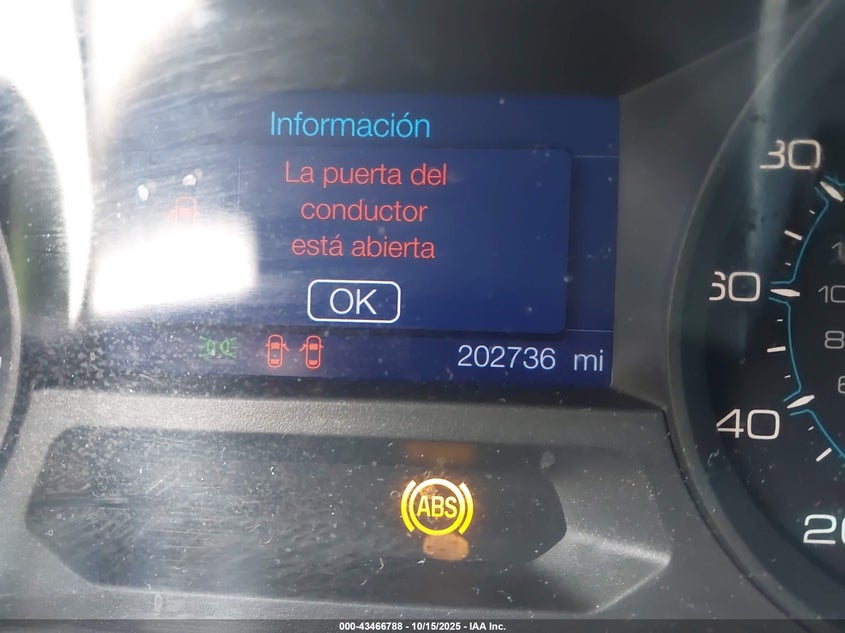 Información
La puerta del
conductor
está abierta
OK
202736 mi
80
60
40
ABS
000-43466788 - 10/15/2025 - IAA Inc.